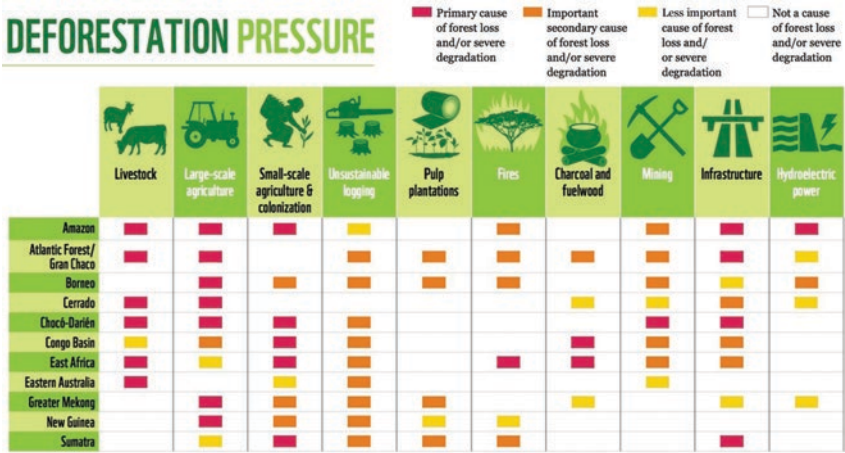 DEFORESTATION PRESSURE
Primary cause
of forest loss
and/or severe
degradation
Important
secondary cause
of forest loss
and/or severe
degradation
Less important
cause of forest
loss and/
or severe
degradation
Not a cause
of forest loss
and/or severe
degradation
Livestock
Large-scale
agriculture
Small-scale
agriculture &
colonization
Unsustainable
logging
Pulp
plantations
Fires
Charcoal and
fuelwood
Mining
Infrastructure
Hydroelectric
power
Amazon
Atlantic Forest/
Gran Chaco
Borneo
Cerrado
Chocó-Darién
Congo Basin
East Africa
Eastern Australia
Greater Mekong
New Guinea
Sumatra